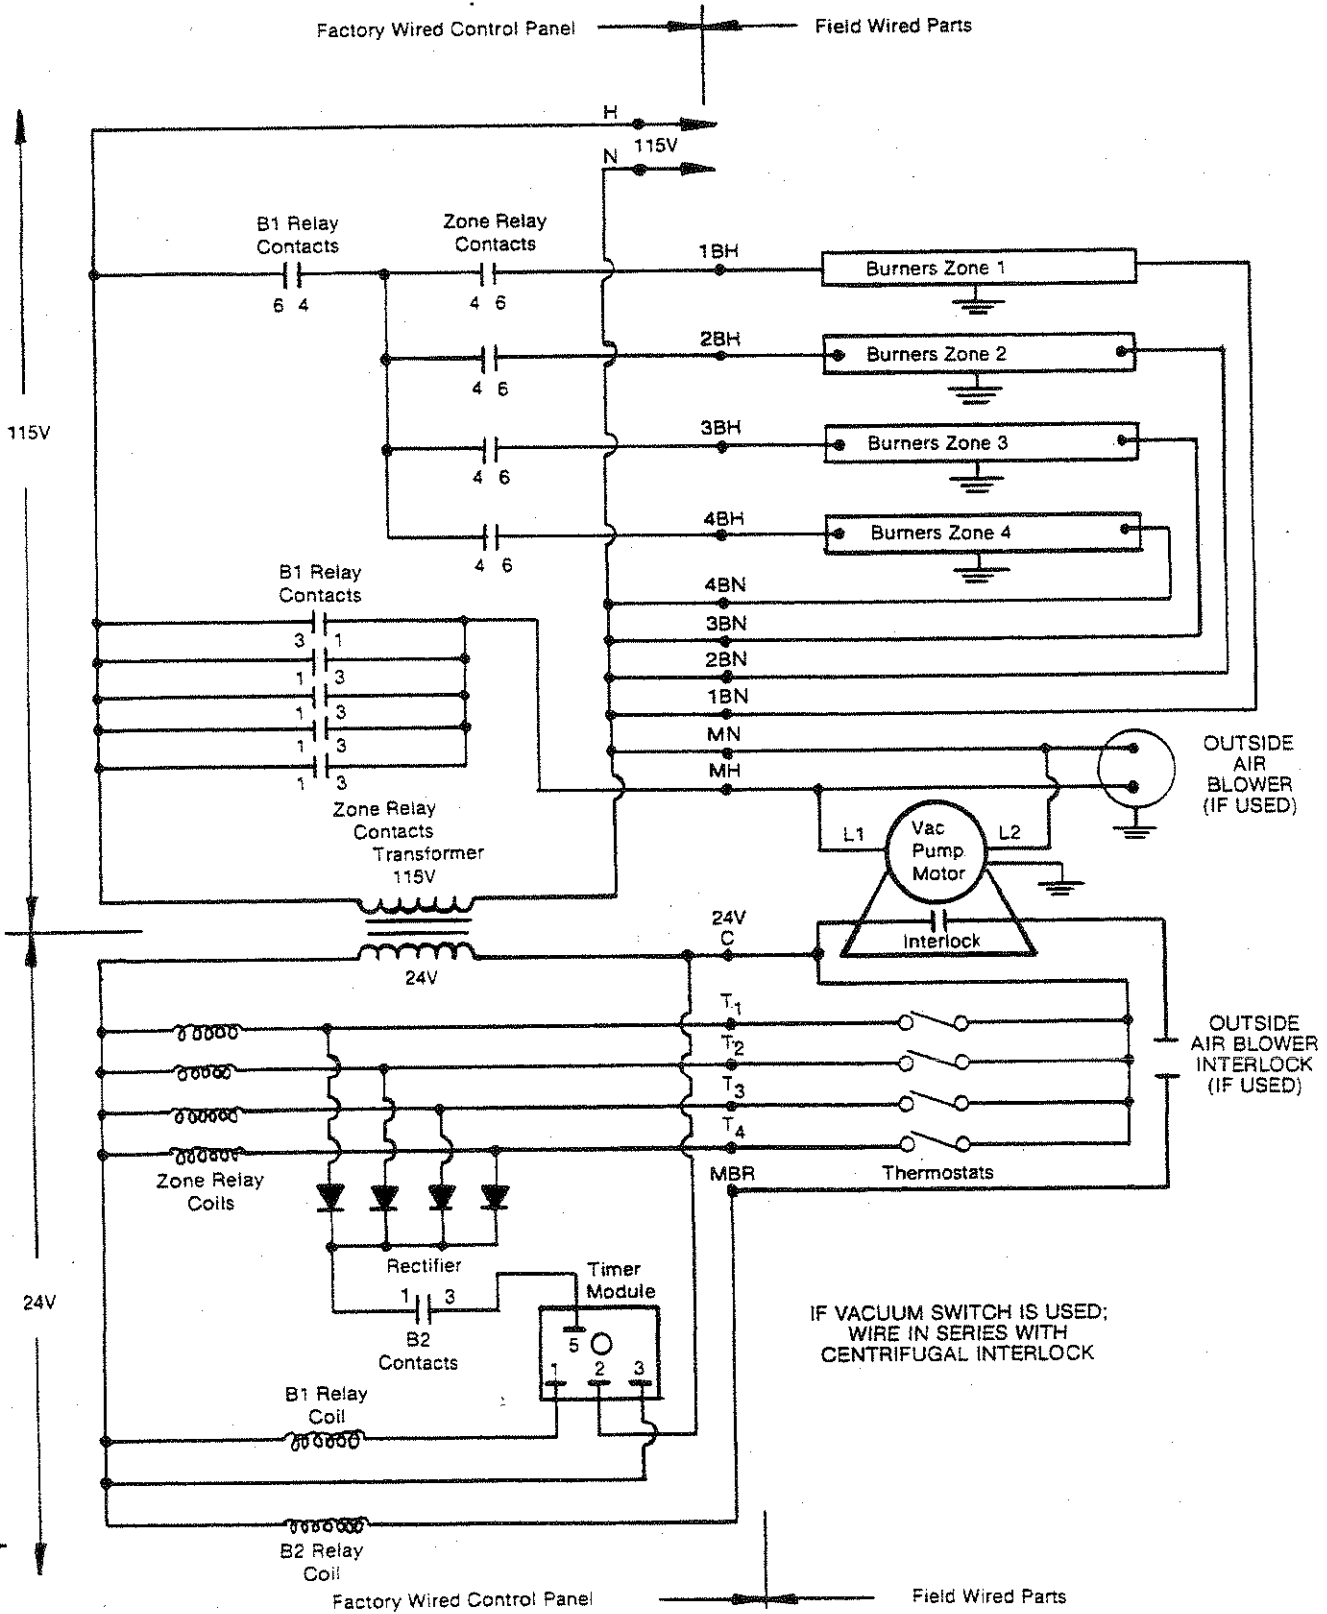 Factory Wired Control Panel
Field Wired Parts
H
115V
N
B1 Relay
Contacts
Zone Relay
Contacts
6 4
4 6
1BH
Burners Zone 1
4 6
2BH
Burners Zone 2
115V
4 6
3BH
Burners Zone 3
4 6
4BH
Burners Zone 4
B1 Relay
Contacts
4BN
3 1
3BN
1 3
2BN
1 3
1BN
1 3
MN
1 3
MH
OUTSIDE
AIR
BLOWER
(IF USED)
Zone Relay
Contacts
Transformer
115V
L1
Vac
Pump
Motor
L2
24V
C
Interlock
24V
T1
T2
T3
T4
OUTSIDE
AIR BLOWER
INTERLOCK
(IF USED)
Zone Relay
Coils
MBR
Thermostats
Rectifier
Timer
Module
1 3
B2
Contacts
5
1 2 3
24V
IF VACUUM SWITCH IS USED;
WIRE IN SERIES WITH
CENTRIFUGAL INTERLOCK
B1 Relay
Coil
B2 Relay
Coil
Factory Wired Control Panel
Field Wired Parts